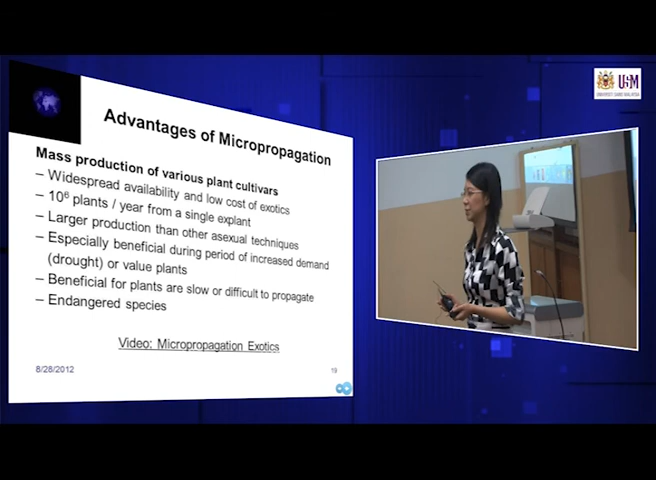 Advantages of Micropropagation
Mass production of various plant cultivars
– Widespread availability and low cost of exotics
– 10⁶ plants / year from a single explant
– Larger production than other asexual techniques
– Especially beneficial during period of increased demand
(drought) or value plants
– Beneficial for plants are slow or difficult to propagate
– Endangered species
Video: Micropropagation Exotics
8/28/2012
19
USM
UNIVERSITI SAINS MALAYSIA